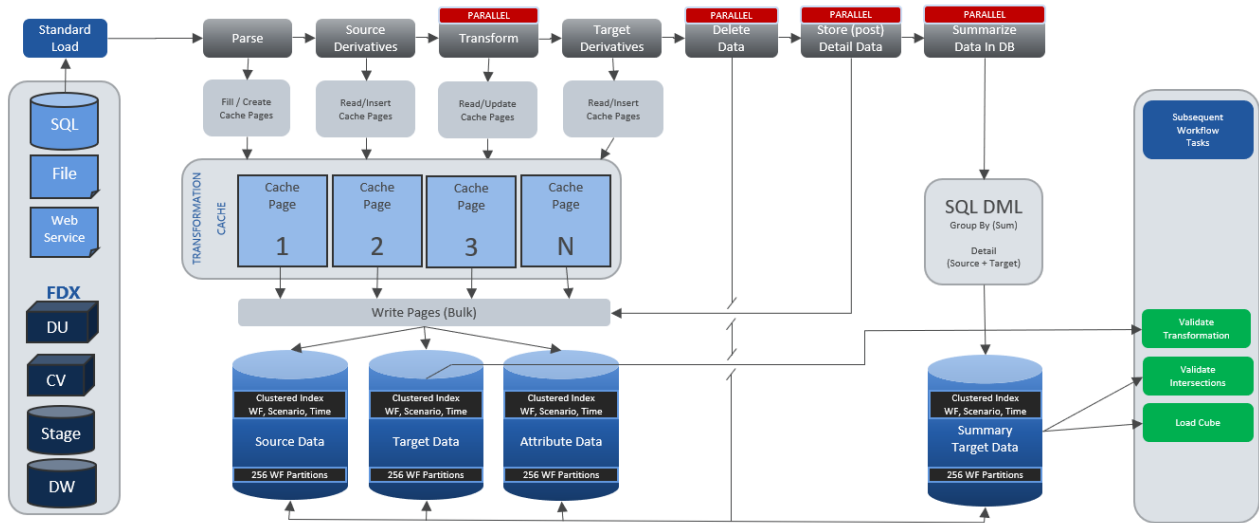 Standard
Load
Parse
Source
Derivatives
PARALLEL
Transform
Target
Derivatives
PARALLEL
Delete
Data
PARALLEL
Store (post)
Detail Data
PARALLEL
Summarize
Data In DB
SQL
File
Web
Service
FDX
DU
CV
Stage
DW
Fill / Create
Cache Pages
Read/Insert
Cache Pages
Read/Update
Cache Pages
Read/Insert
Cache Pages
TRANSFORMATION
CACHE
Cache
Page
1
Cache
Page
2
Cache
Page
3
Cache
Page
N
Write Pages (Bulk)
Clustered Index
WF, Scenario, Time
Source Data
256 WF Partitions
Clustered Index
WF, Scenario, Time
Target Data
256 WF Partitions
Clustered Index
WF, Scenario, Time
Attribute Data
256 WF Partitions
SQL DML
Group By (Sum)
Detail
(Source + Target)
Clustered Index
WF, Scenario, Time
Summary
Target Data
256 WF Partitions
Subsequent
Workflow
Tasks
Validate
Transformation
Validate
Intersections
Load Cube